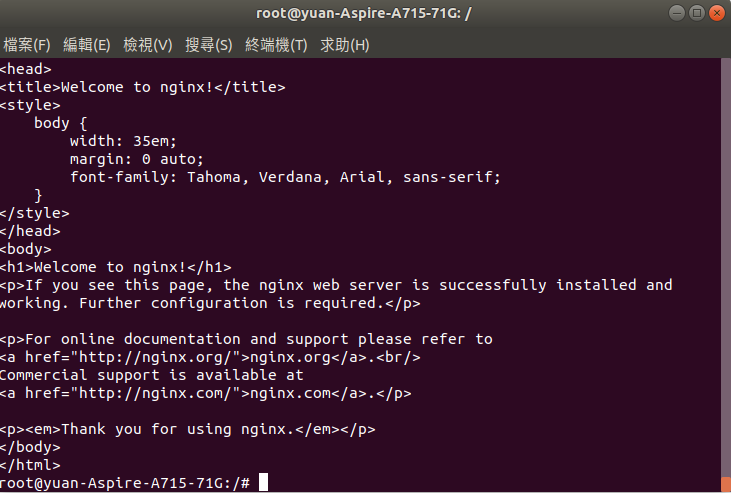 root@yuan-Aspire-A715-71G: /
檔案(F) 編輯(E) 檢視(V) 搜尋(S) 終端機(T) 求助(H)
<head>
<title>Welcome to nginx!</title>
<style>
    body {
        width: 35em;
        margin: 0 auto;
        font-family: Tahoma, Verdana, Arial, sans-serif;
    }
</style>
</head>
<body>
<h1>Welcome to nginx!</h1>
<p>If you see this page, the nginx web server is successfully installed and
working. Further configuration is required.</p>

<p>For online documentation and support please refer to
<a href="http://nginx.org/">nginx.org</a>.<br/>
Commercial support is available at
<a href="http://nginx.com/">nginx.com</a>.</p>

<p><em>Thank you for using nginx.</em></p>
</body>
</html>
root@yuan-Aspire-A715-71G:/#